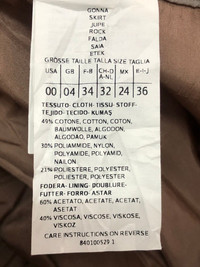 GONNA
SKIRT
JUPE
ROCK
FALDA
SAIA
ETEK
GRÖSSE TAILLE TALLA SIZE TAGLIA
USA GB F-B CH-D A-NL MX I
00 04 34 32 24 36
TESSUTO-CLOTH-TISSU-STOFF-
TEJIDO-TECIDO-KUMAŞ
49% COTONE, COTTON, COTON,
BAUMWOLLE, ALGODON,
ALGODAO, PAMUK
30% POLIAMMIDE, NYLON,
POLYAMIDE, POLYAMID,
NAILON
21% POLIESTERE, POLYESTER,
POLIESTER, POLYESTER
FODERA-LINING-DOUBLURE-
FUTTER-FORRO-ASTAR
60% ACETATO, ACETATE, ACETAT,
ASETAT
40% VISCOSA, VISCOSE, VISKOSE,
VISKOZ
CARE INSTRUCTIONS ON REVERSE
840100529 1